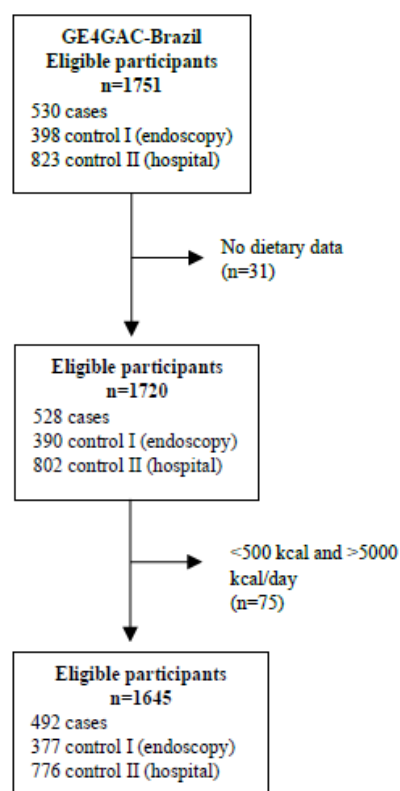 GE4GAC-Brazil
Eligible participants
n=1751
530 cases
398 control I (endoscopy)
823 control II (hospital)
No dietary data
(n=31)
Eligible participants
n=1720
528 cases
390 control I (endoscopy)
802 control II (hospital)
<500 kcal and >5000
kcal/day
(n=75)
Eligible participants
n=1645
492 cases
377 control I (endoscopy)
776 control II (hospital)